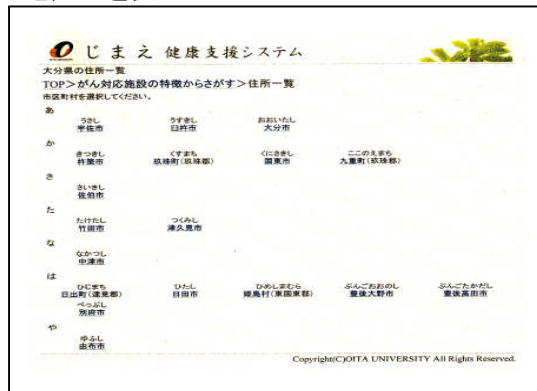 じまえ 健康支援システム
大分県の住所一覧
TOP>がん対応施設の特徴からさがす>住所一覧
市区町村を選択してください。
あ
うさし うすきし おおいたし
宇佐市 臼杵市 大分市
か
きつきし くすまち くにさきし ここのえまち
杵築市 玖珠町(玖珠郡) 国東市 九重町(玖珠郡)
さ
さいきし
佐伯市
た
たけたし つくみし
竹田市 津久見市
な
なかつし
中津市
は
ひじまち ひたし ひめしまむら ぶんごおおのし ぶんごたかだし
日出町(速見郡) 日田市 姫島村(東国東郡) 豊後大野市 豊後高田市
べっぷし
別府市
や
ゆふし
由布市
Copyright(C)OITA UNIVERSITY All Rights Reserved.